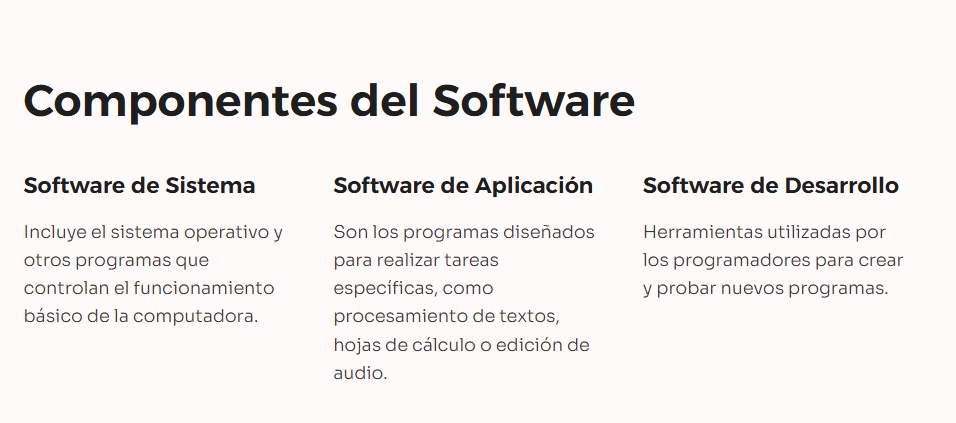 Componentes del Software
Software de Sistema
Incluye el sistema operativo y
otros programas que
controlan el funcionamiento
básico de la computadora.
Software de Aplicación
Son los programas diseñados
para realizar tareas
específicas, como
procesamiento de textos,
hojas de cálculo o edición de
audio.
Software de Desarrollo
Herramientas utilizadas por
los programadores para crear
y probar nuevos programas.